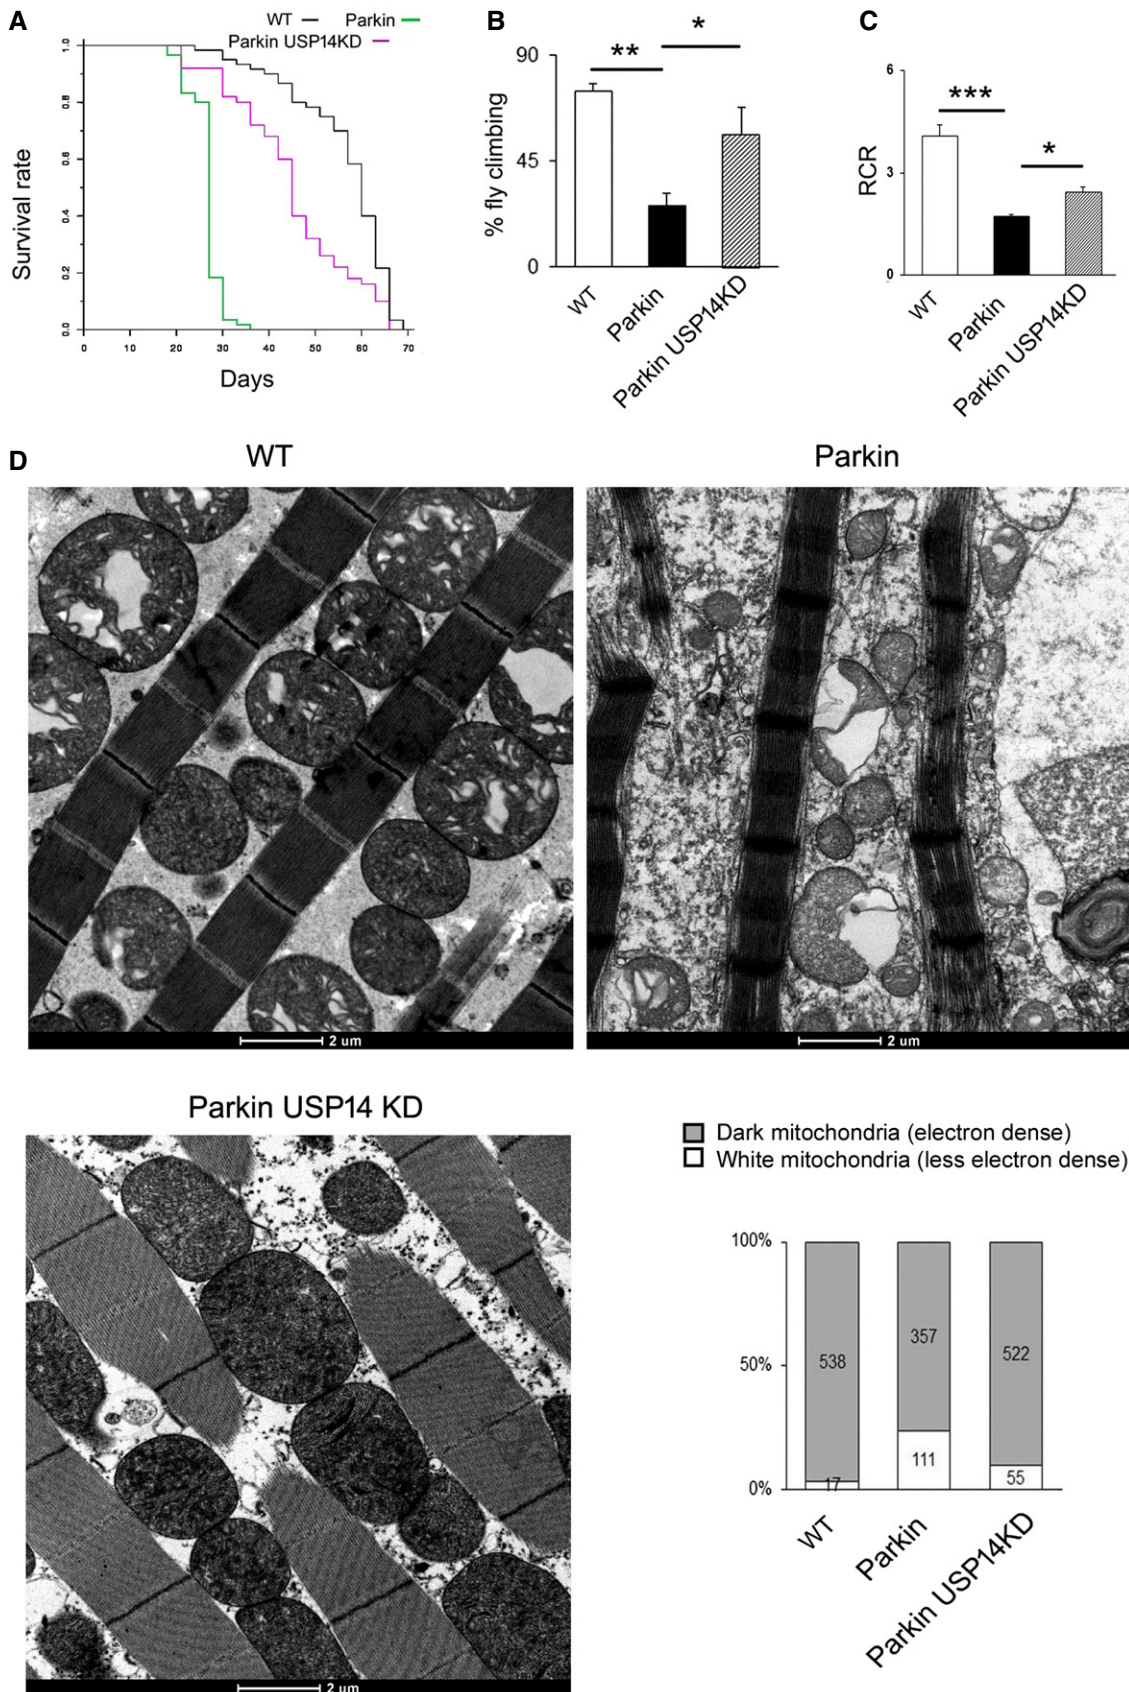 A
WT
Parkin
Parkin USP14KD
1.0
0.8
0.6
0.4
0.2
0.0
Survival rate
0 10 20 30 40 50 60 70
Days
B
**
*
90
45
0
% fly climbing
WT
Parkin
Parkin USP14KD
C
***
*
6
3
0
RCR
WT
Parkin
Parkin USP14KD
D
WT
Parkin
2 um
2 um
Parkin USP14 KD
2 um
Dark mitochondria (electron dense)
White mitochondria (less electron dense)
100%
50%
0%
538
17
357
111
522
55
WT
Parkin
Parkin USP14KD